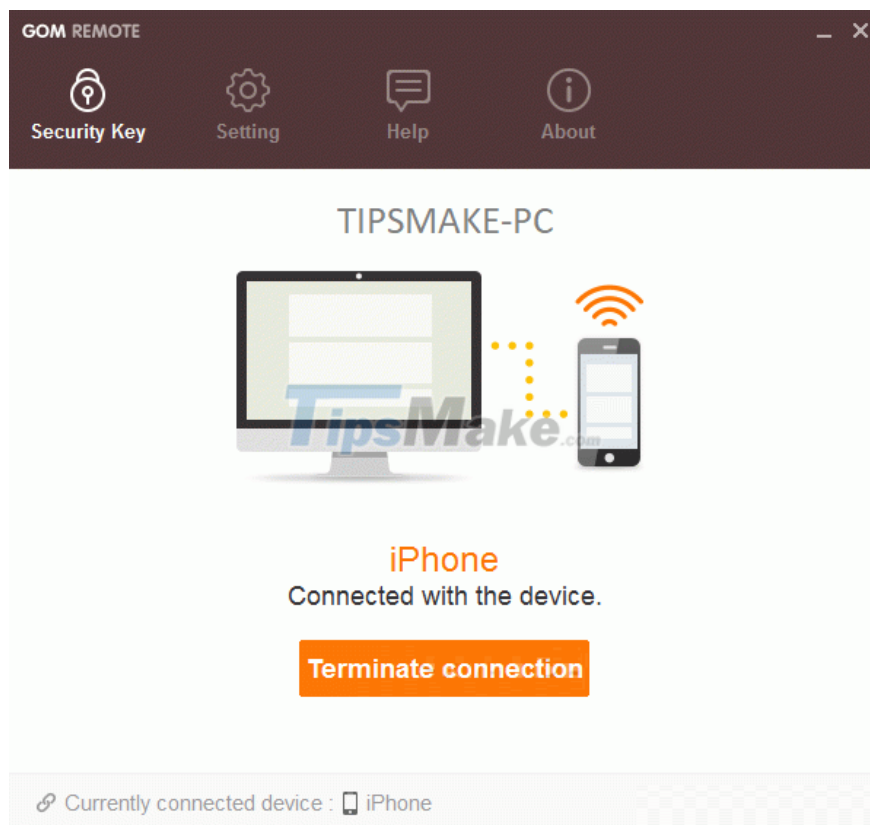 GOM REMOTE
Security Key Setting Help About
TIPSMAKE-PC
TipsMake.com
iPhone
Connected with the device.
Terminate connection
Currently connected device : iPhone